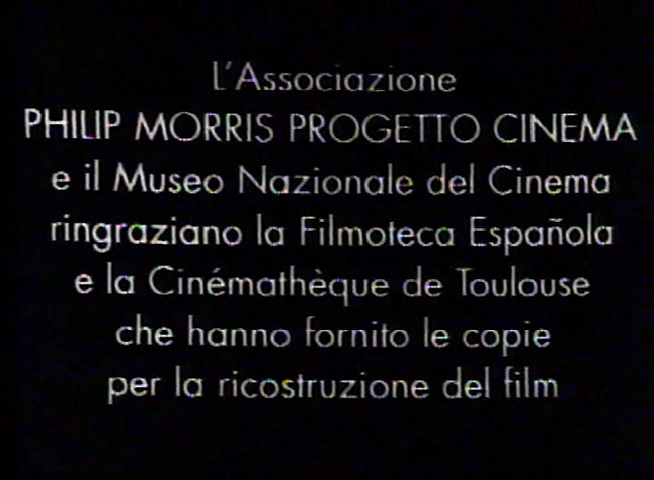 L'Associazione
PHILIP MORRIS PROGETTO CINEMA
e il Museo Nazionale del Cinema
ringraziano la Filmoteca Española
e la Cinémathèque de Toulouse
che hanno fornito le copie
per la ricostruzione del film